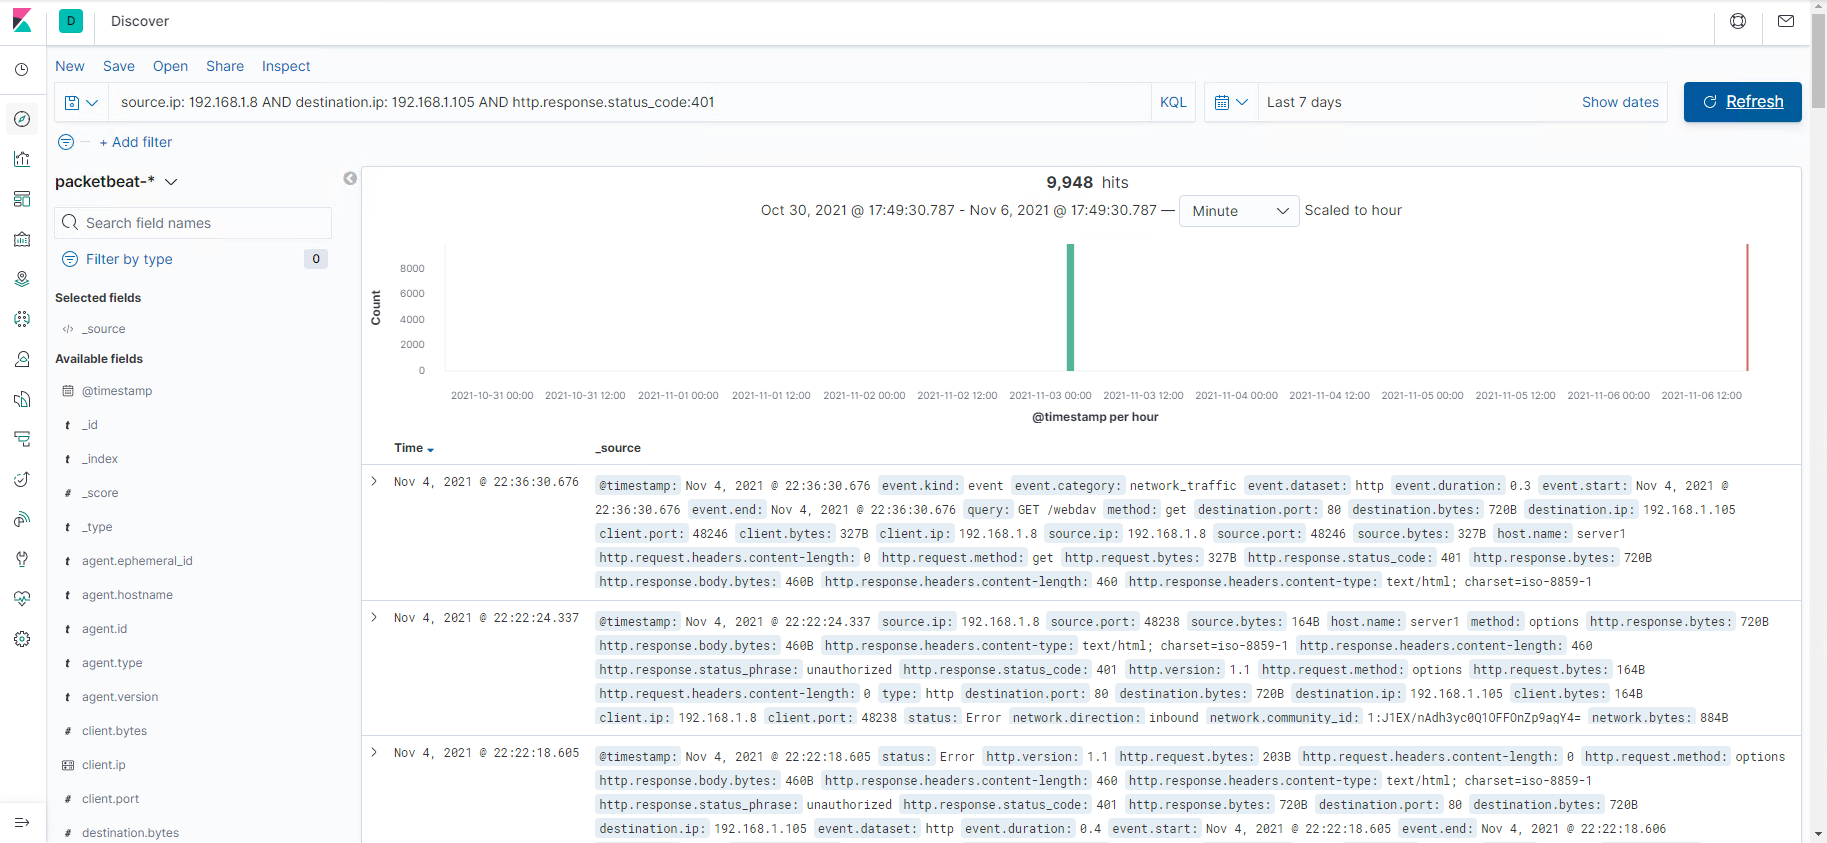 D Discover
New Save Open Share Inspect
source.ip: 192.168.1.8 AND destination.ip: 192.168.1.105 AND http.response.status_code:401 KQL Last 7 days Show dates Refresh
+ Add filter
packetbeat-*
Search field names
Filter by type 0
Selected fields
</> _source
Available fields
@timestamp
t _id
t _index
# _score
t _type
t agent.ephemeral_id
t agent.hostname
t agent.id
t agent.type
t agent.version
# client.bytes
client.ip
# client.port
# destination.bytes
9,948 hits
Oct 30, 2021 @ 17:49:30.787 - Nov 6, 2021 @ 17:49:30.787 — Minute Scaled to hour
Count
8000
6000
4000
2000
0
2021-10-31 00:00 2021-10-31 12:00 2021-11-01 00:00 2021-11-01 12:00 2021-11-02 00:00 2021-11-02 12:00 2021-11-03 00:00 2021-11-03 12:00 2021-11-04 00:00 2021-11-04 12:00 2021-11-05 00:00 2021-11-05 12:00 2021-11-06 00:00 2021-11-06 12:00
@timestamp per hour
Time _source
Nov 4, 2021 @ 22:36:30.676 @timestamp: Nov 4, 2021 @ 22:36:30.676 event.kind: event event.category: network_traffic event.dataset: http event.duration: 0.3 event.start: Nov 4, 2021 @
22:36:30.676 event.end: Nov 4, 2021 @ 22:36:30.676 query: GET /webdav method: get destination.port: 80 destination.bytes: 720B destination.ip: 192.168.1.105
client.port: 48246 client.bytes: 327B client.ip: 192.168.1.8 source.ip: 192.168.1.8 source.port: 48246 source.bytes: 327B host.name: server1
http.request.headers.content-length: 0 http.request.method: get http.request.bytes: 327B http.response.status_code: 401 http.response.bytes: 720B
http.response.body.bytes: 460B http.response.headers.content-length: 460 http.response.headers.content-type: text/html; charset=iso-8859-1
Nov 4, 2021 @ 22:22:24.337 @timestamp: Nov 4, 2021 @ 22:22:24.337 source.ip: 192.168.1.8 source.port: 48238 source.bytes: 164B host.name: server1 method: options http.response.bytes: 720B
http.response.body.bytes: 460B http.response.headers.content-type: text/html; charset=iso-8859-1 http.response.headers.content-length: 460
http.response.status_phrase: unauthorized http.response.status_code: 401 http.version: 1.1 http.request.method: options http.request.bytes: 164B
http.request.headers.content-length: 0 type: http destination.port: 80 destination.bytes: 720B destination.ip: 192.168.1.105 client.bytes: 164B
client.ip: 192.168.1.8 client.port: 48238 status: Error network.direction: inbound network.community_id: 1:J1EX/nAdh3yc0Q1OFFOnZp9aqY4= network.bytes: 884B
Nov 4, 2021 @ 22:22:18.605 @timestamp: Nov 4, 2021 @ 22:22:18.605 status: Error http.version: 1.1 http.request.bytes: 203B http.request.headers.content-length: 0 http.request.method: options
http.response.body.bytes: 460B http.response.headers.content-length: 460 http.response.headers.content-type: text/html; charset=iso-8859-1
http.response.status_phrase: unauthorized http.response.status_code: 401 http.response.bytes: 720B destination.port: 80 destination.bytes: 720B
destination.ip: 192.168.1.105 event.dataset: http event.duration: 0.4 event.start: Nov 4, 2021 @ 22:22:18.605 event.end: Nov 4, 2021 @ 22:22:18.606